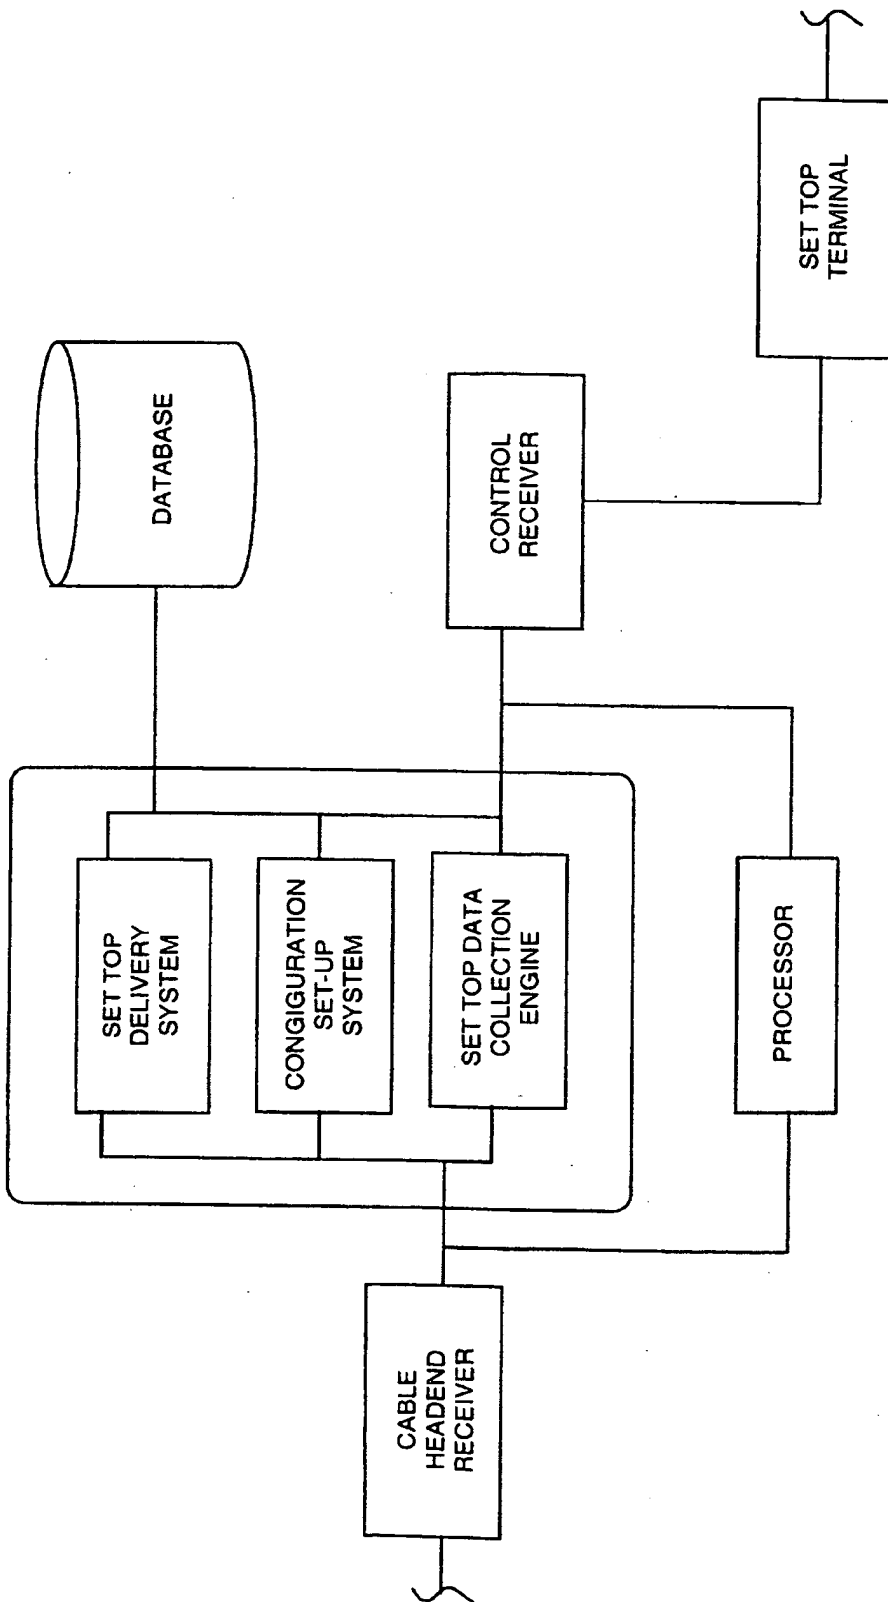 CABLE
HEADEND
RECEIVER
SET TOP
DELIVERY
SYSTEM
CONGIGURATION
SET-UP
SYSTEM
SET TOP DATA
COLLECTION
ENGINE
PROCESSOR
DATABASE
CONTROL
RECEIVER
SET TOP
TERMINAL